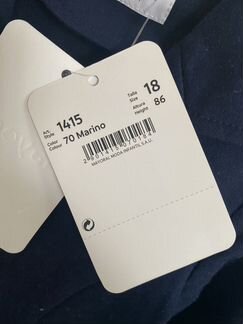 Art.
Style 1415
Color
Colour 70 Marino
Talla
Size 18
Altura
Height 86
MAYORAL MODA INFANTIL S.A.U.